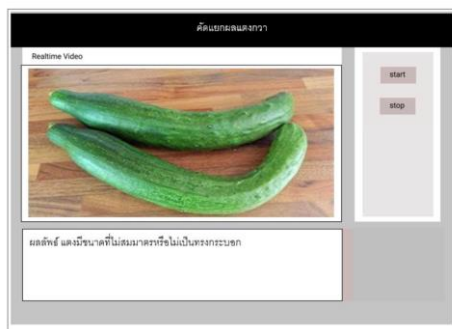 คัดแยกผลแตงกวา
Realtime Video
start
stop
ผลลัพธ์ แตงมีขนาดที่ไม่สมมาตรหรือไม่เป็นทรงกระบอก